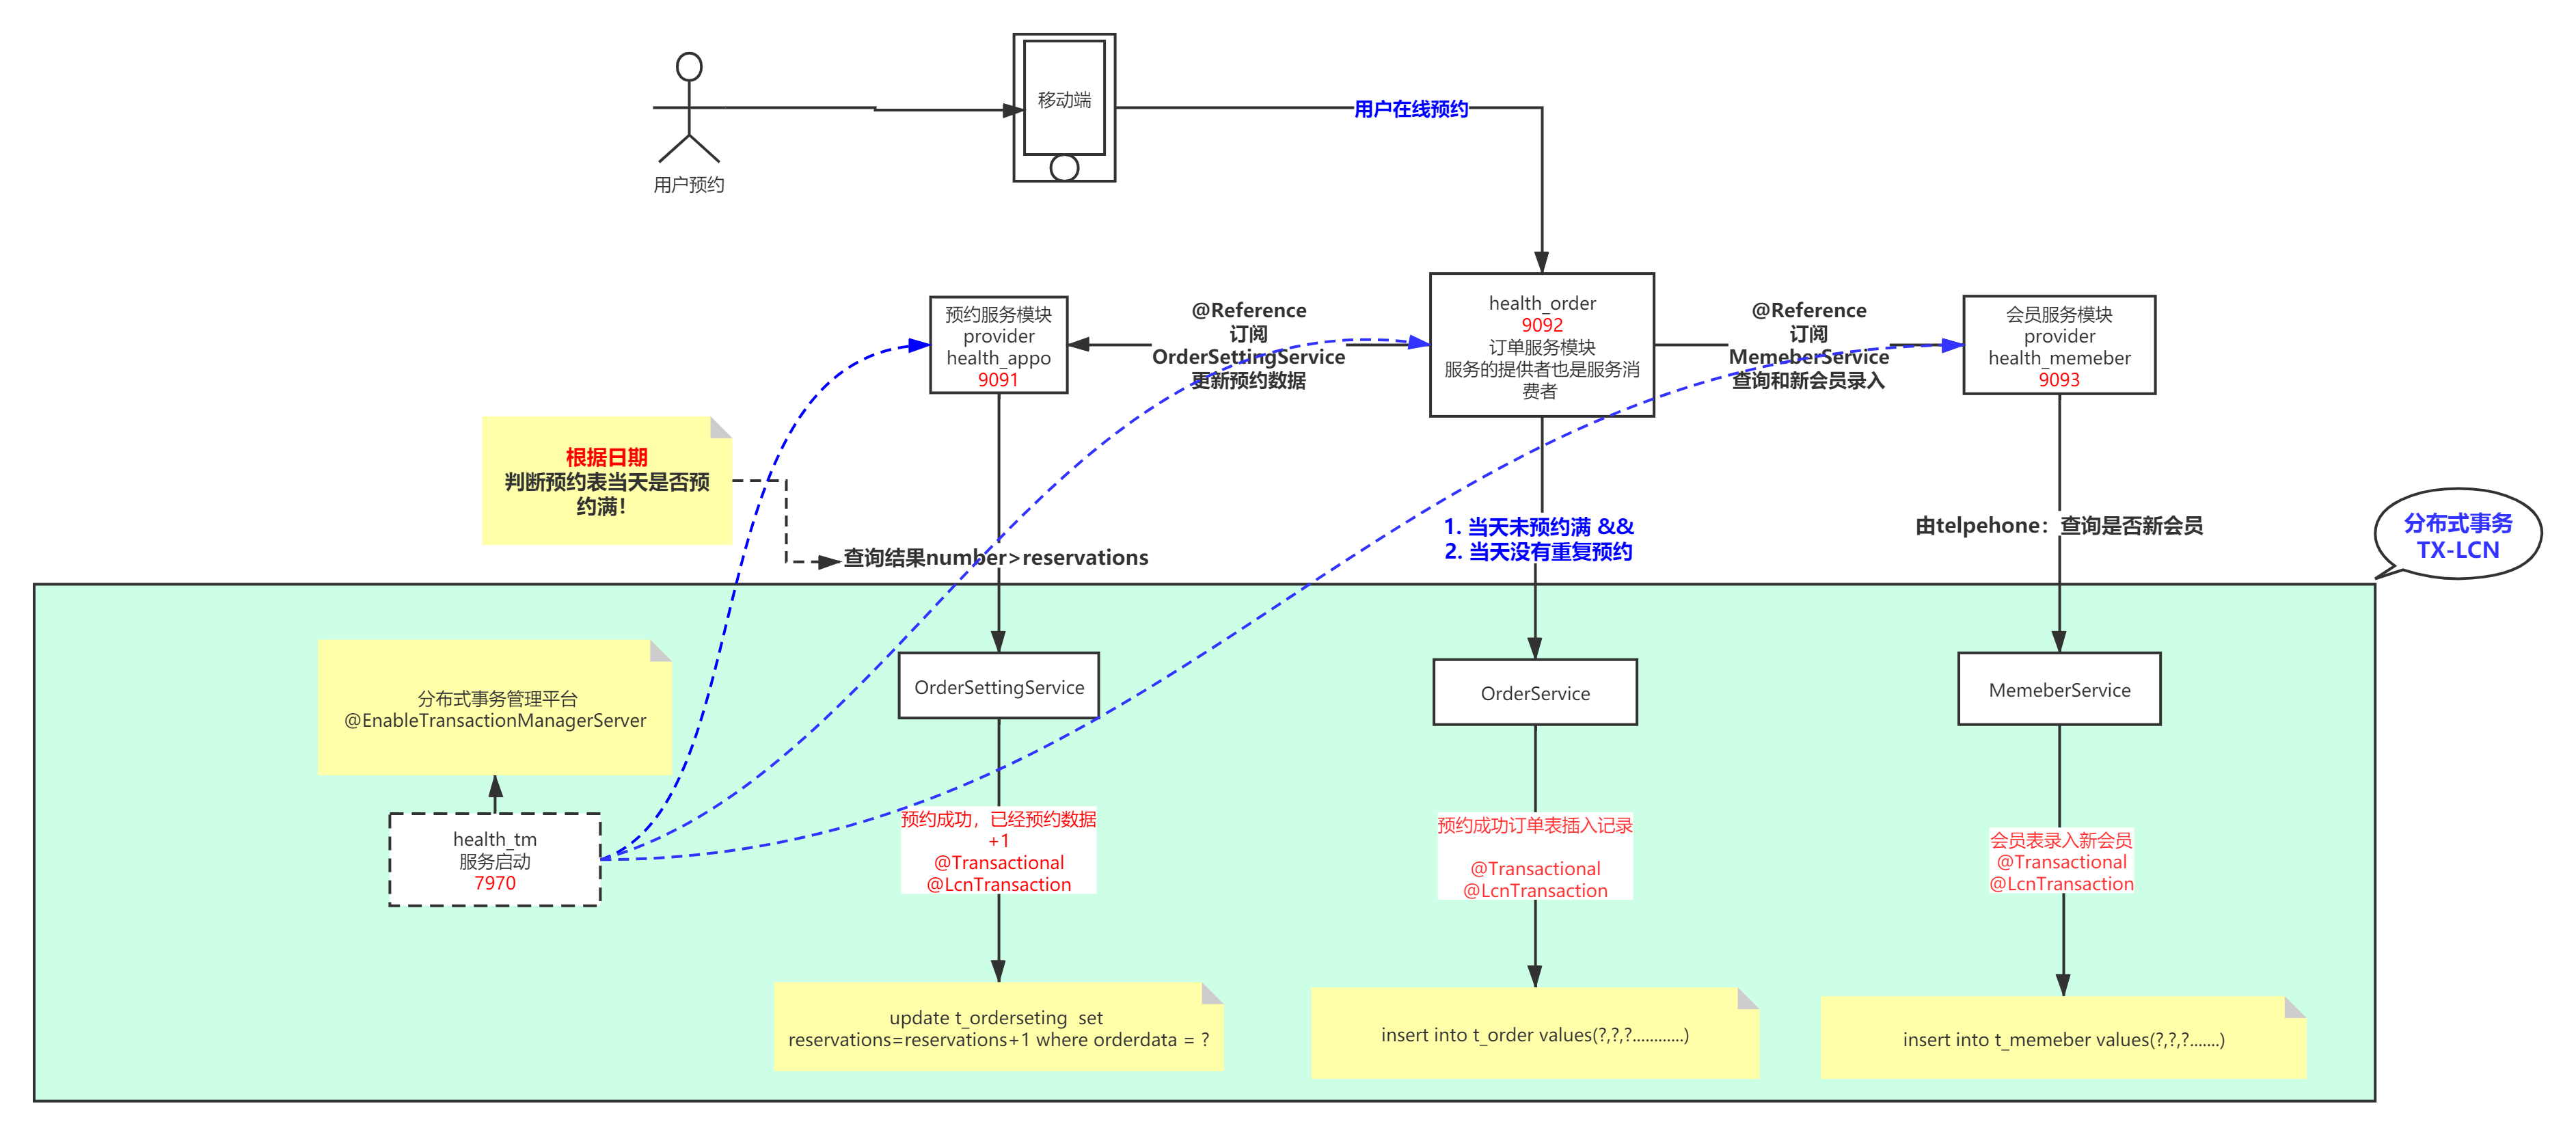 移动端
用户在线预约
用户预约
预约服务模块
provider
health_appo
9091
@Reference
订阅
OrderSettingService
更新预约数据
health_order
9092
订单服务模块
服务的提供者也是服务消
费者
@Reference
订阅
MemeberService
查询和新会员录入
会员服务模块
provider
health_memeber
9093
根据日期
判断预约表当天是否预
约满！
查询结果number>reservations
1. 当天未预约满 &&
2. 当天没有重复预约
由telpehone：查询是否新会员
分布式事务
TX-LCN
分布式事务管理平台
@EnableTransactionManagerServer
health_tm
服务启动
7970
OrderSettingService
OrderService
MemeberService
预约成功，已经预约数据
+1
@Transactional
@LcnTransaction
预约成功订单表插入记录
@Transactional
@LcnTransaction
会员表录入新会员
@Transactional
@LcnTransaction
update t_orderseting set
reservations=reservations+1 where orderdata = ?
insert into t_order values(?,?,?............)
insert into t_memeber values(?,?,?.......)